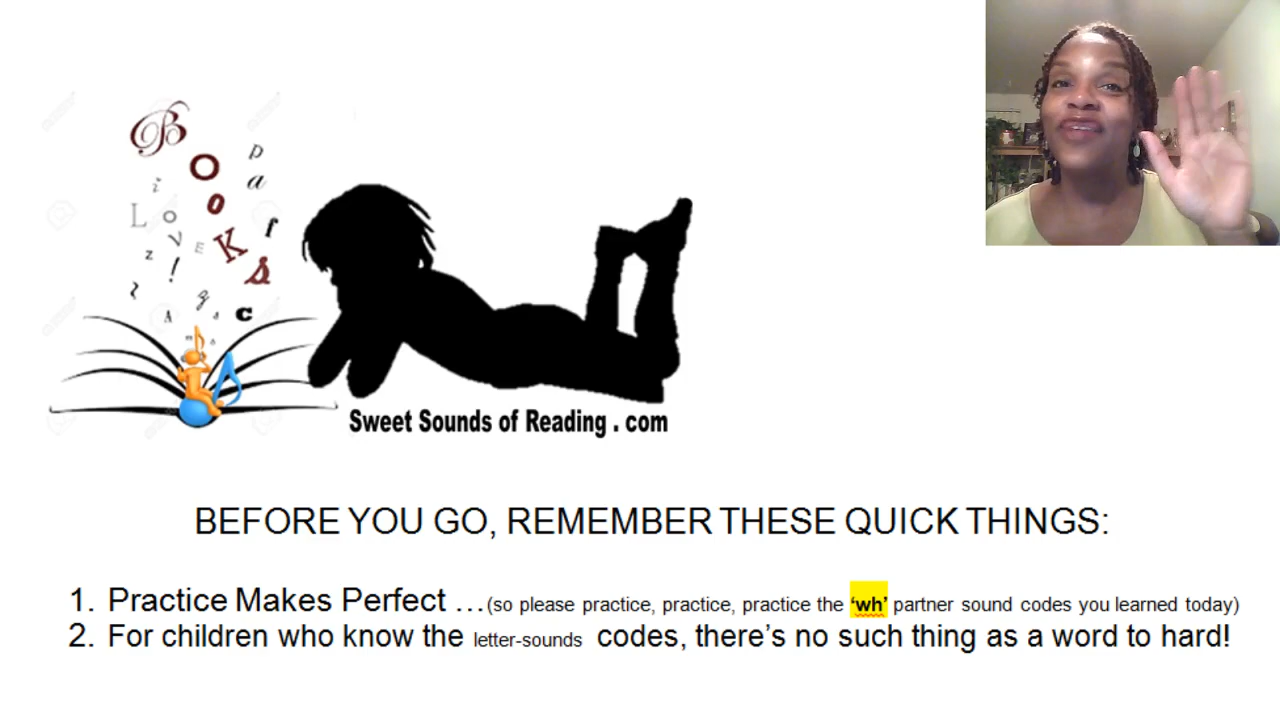 Books
Love!
Sweet Sounds of Reading . com
BEFORE YOU GO, REMEMBER THESE QUICK THINGS:
1. Practice Makes Perfect …(so please practice, practice, practice the ‘wh’ partner sound codes you learned today)
2. For children who know the letter-sounds codes, there’s no such thing as a word to hard!